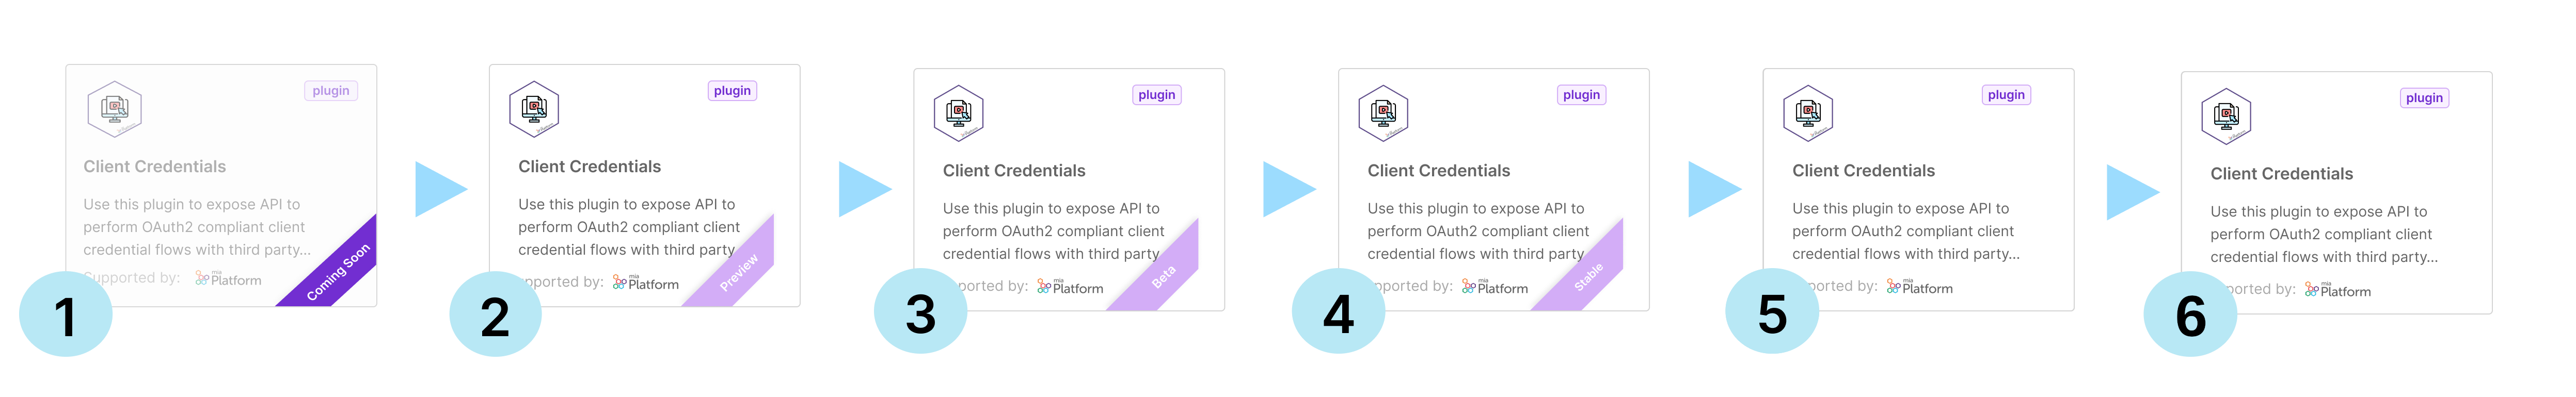 plugin
Client Credentials
Use this plugin to expose API to
perform OAuth2 compliant client
credential flows with third party...
upported by: mia Platform
Coming Soon
1
plugin
Client Credentials
Use this plugin to expose API to
perform OAuth2 compliant client
credential flows with third party
pported by: mia Platform
Preview
2
plugin
Client Credentials
Use this plugin to expose API to
perform OAuth2 compliant client
credential flows with third party
ported by: mia Platform
Beta
3
plugin
Client Credentials
Use this plugin to expose API to
perform OAuth2 compliant client
credential flows with third party
ported by: mia Platform
Stable
4
plugin
Client Credentials
Use this plugin to expose API to
perform OAuth2 compliant client
credential flows with third party...
ported by: mia Platform
5
plugin
Client Credentials
Use this plugin to expose API to
perform OAuth2 compliant client
credential flows with third party...
ported by: mia Platform
6